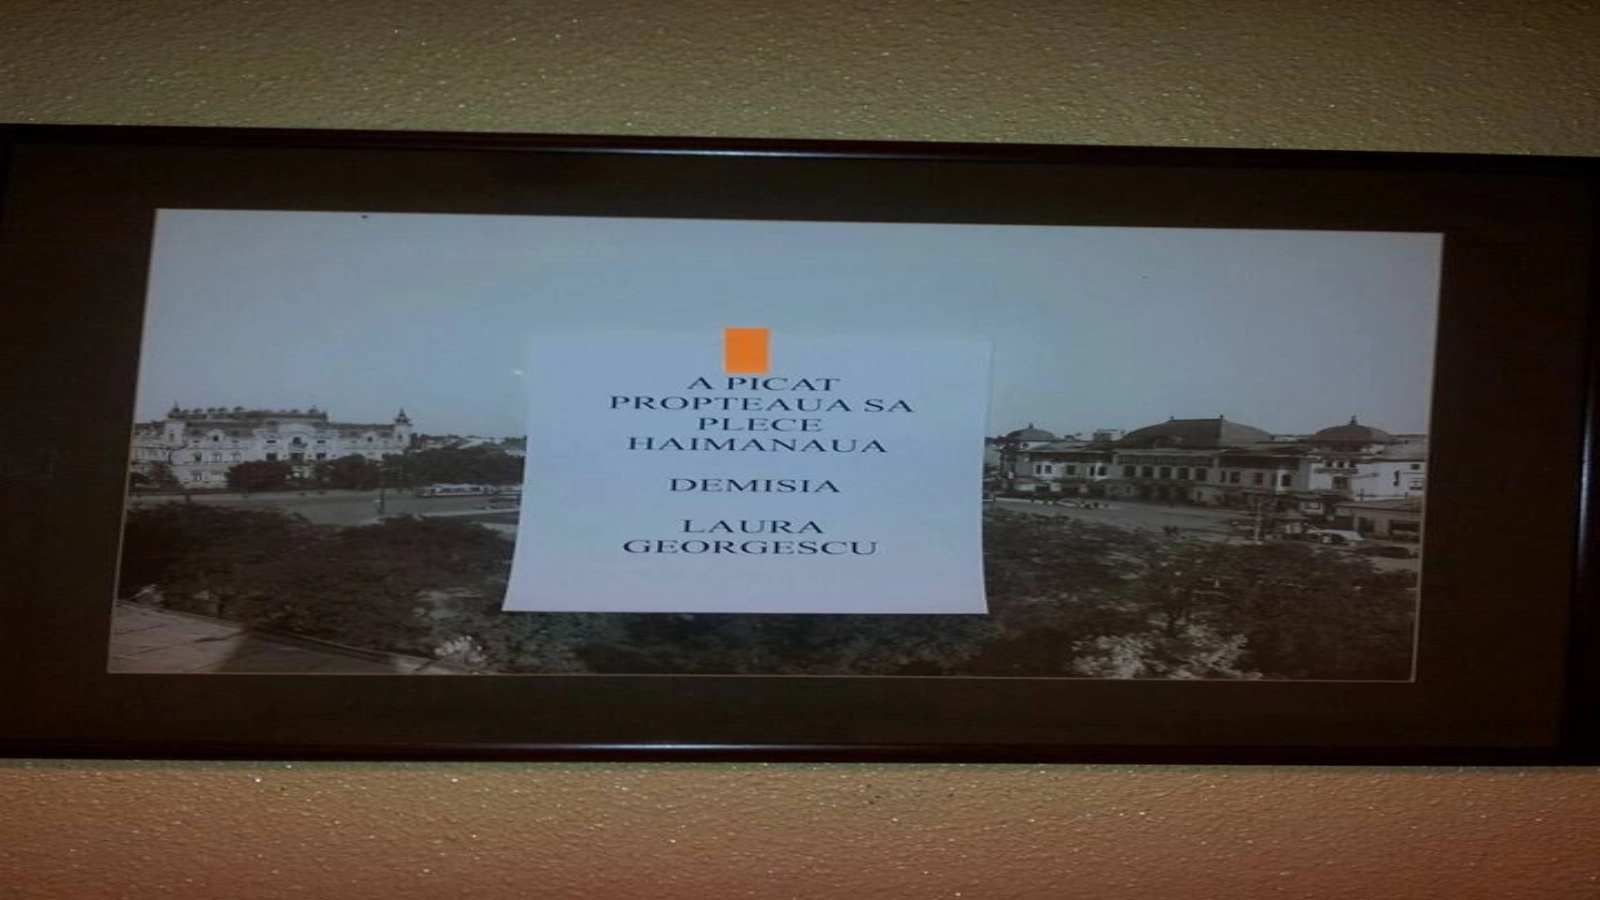 A PICAT
PROPTEAUA SA
PLECE
HAIMANAUA
DEMISIA
LAURA
GEORGESCU